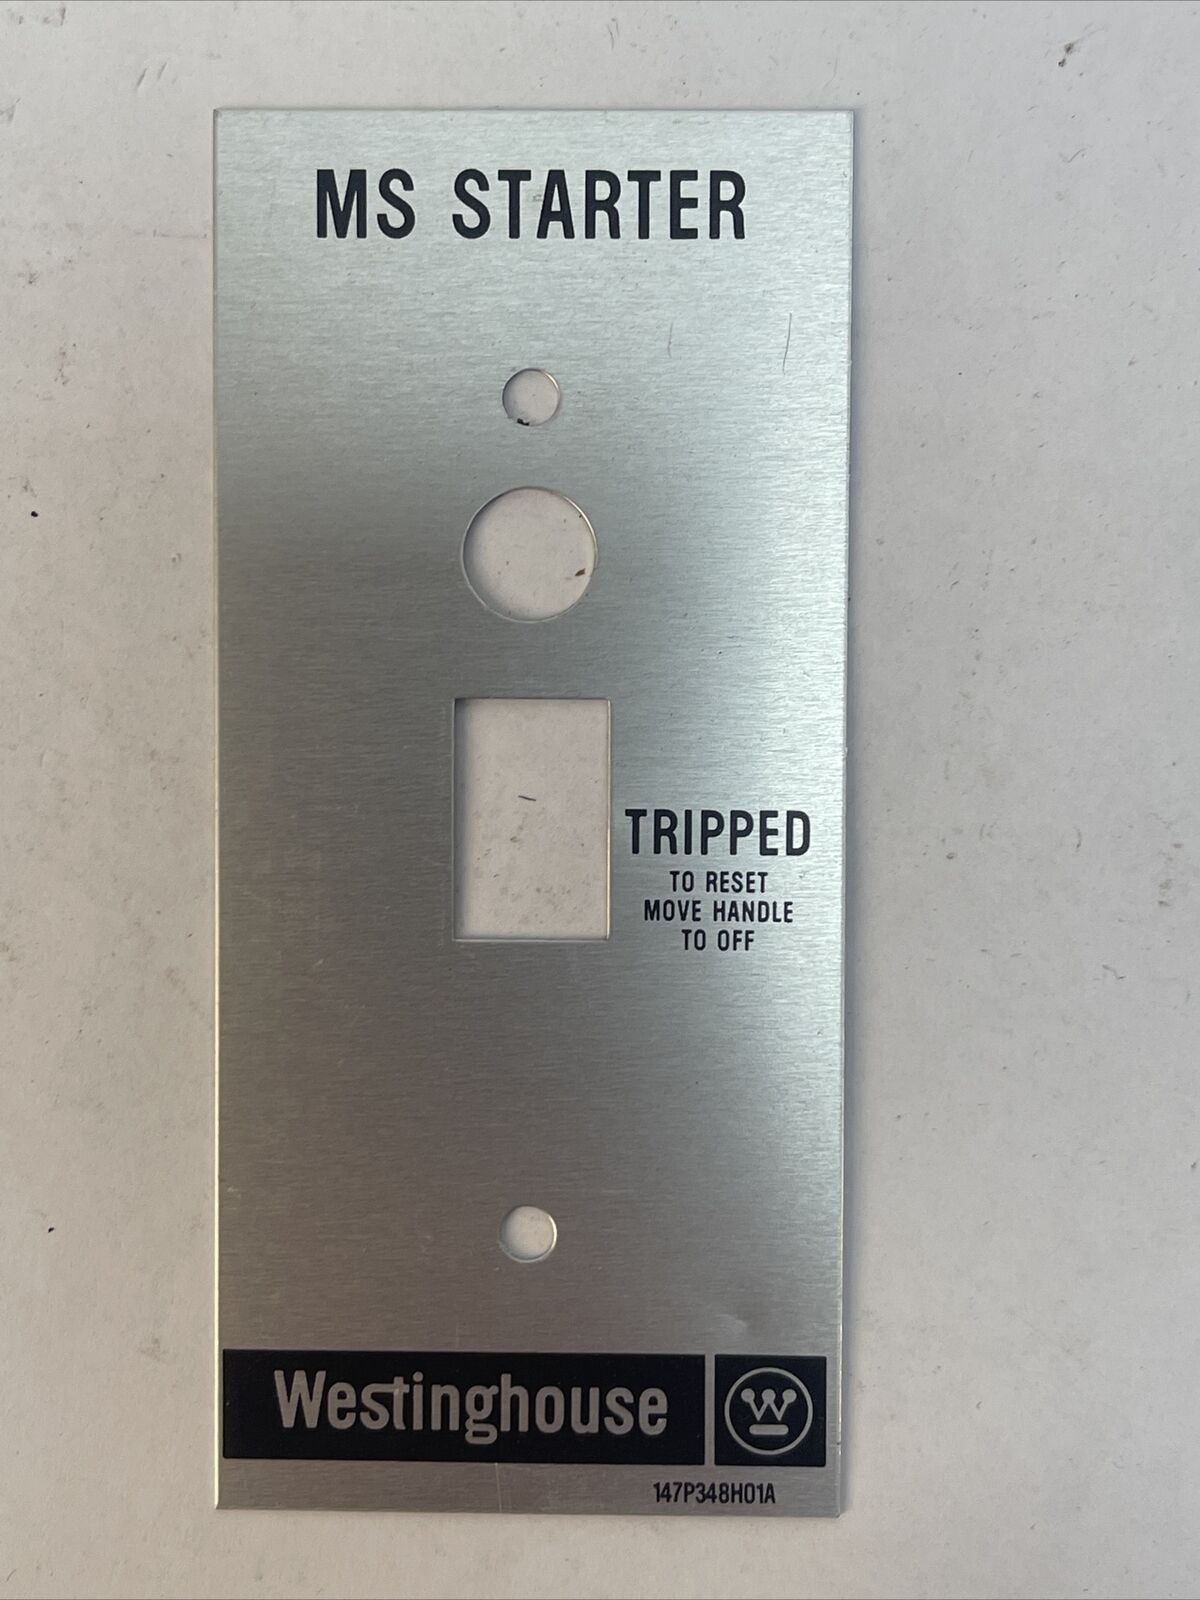 MS STARTER
TRIPPED
TO RESET
MOVE HANDLE
TO OFF
Westinghouse W
147P348H01A